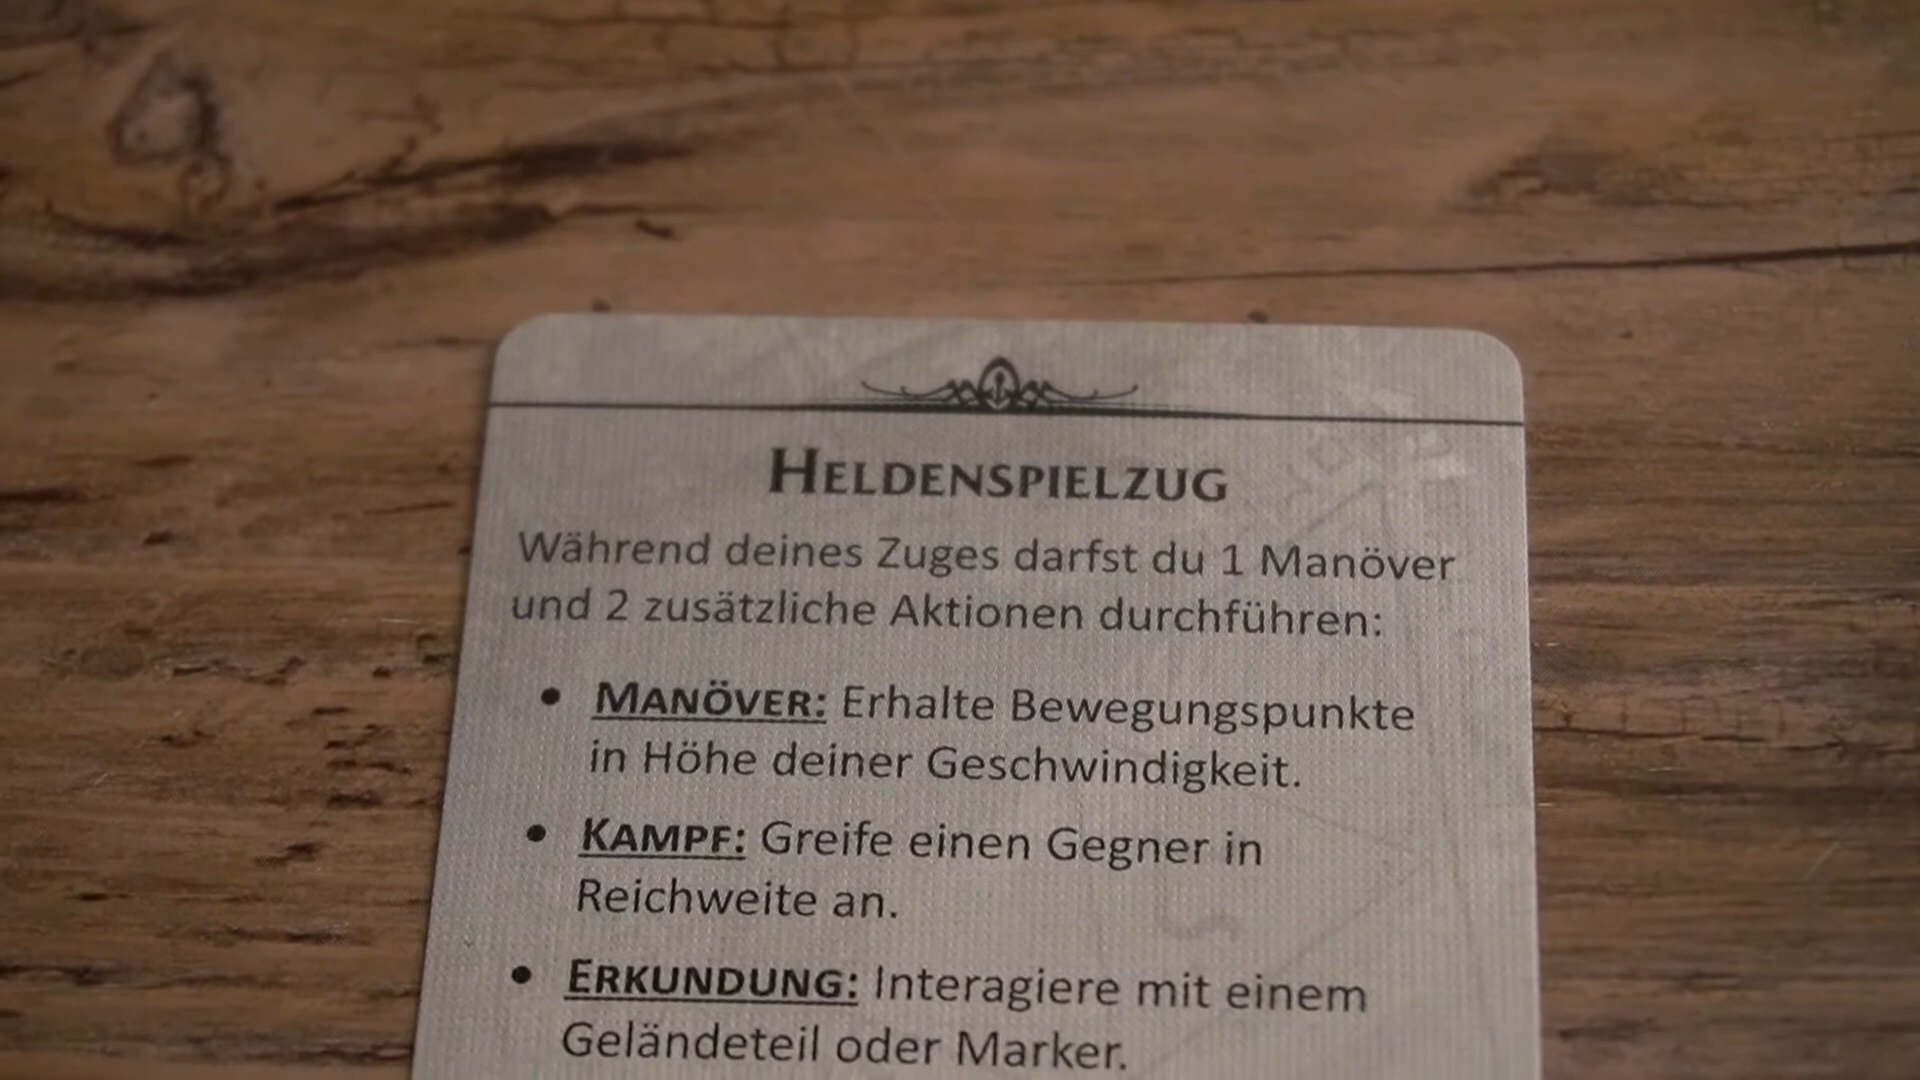 HELDENSPIELZUG
Während deines Zuges darfst du 1 Manöver
und 2 zusätzliche Aktionen durchführen:
• MANÖVER: Erhalte Bewegungspunkte
in Höhe deiner Geschwindigkeit.
• KAMPF: Greife einen Gegner in
Reichweite an.
• ERKUNDUNG: Interagiere mit einem
Geländeteil oder Marker.